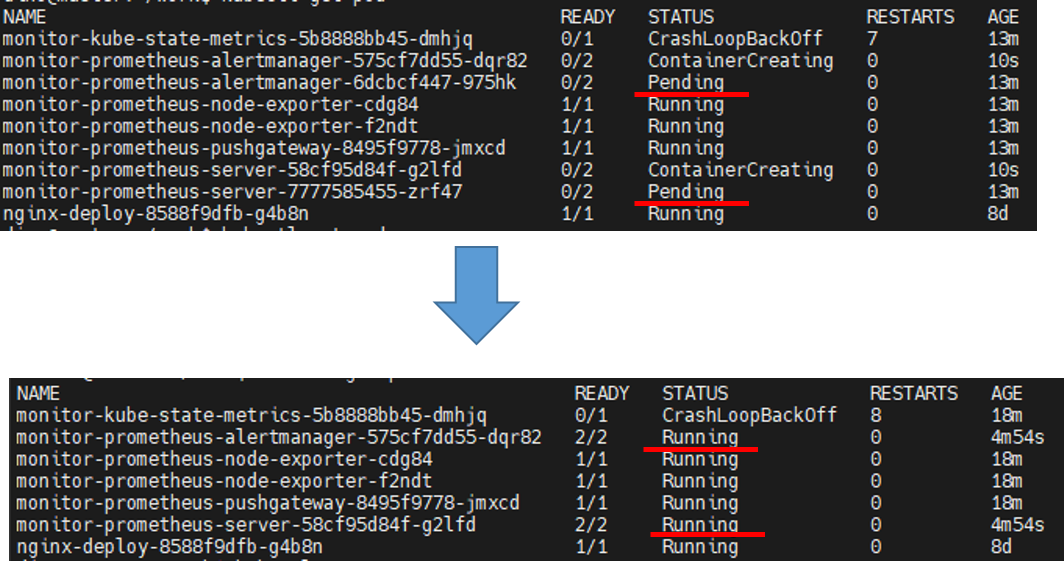 NAME READY STATUS RESTARTS AGE
monitor-kube-state-metrics-5b8888bb45-dmhjq 0/1 CrashLoopBackOff 7 13m
monitor-prometheus-alertmanager-575cf7dd55-dqr82 0/2 ContainerCreating 0 10s
monitor-prometheus-alertmanager-6dcbcf447-975hk 0/2 Pending 0 13m
monitor-prometheus-node-exporter-cdg84 1/1 Running 0 13m
monitor-prometheus-node-exporter-f2ndt 1/1 Running 0 13m
monitor-prometheus-pushgateway-8495f9778-jmxcd 1/1 Running 0 13m
monitor-prometheus-server-58cf95d84f-g2lfd 0/2 ContainerCreating 0 10s
monitor-prometheus-server-7777585455-zrf47 0/2 Pending 0 13m
nginx-deploy-8588f9dfb-g4b8n 1/1 Running 0 8d
NAME READY STATUS RESTARTS AGE
monitor-kube-state-metrics-5b8888bb45-dmhjq 0/1 CrashLoopBackOff 8 18m
monitor-prometheus-alertmanager-575cf7dd55-dqr82 2/2 Running 0 4m54s
monitor-prometheus-node-exporter-cdg84 1/1 Running 0 18m
monitor-prometheus-node-exporter-f2ndt 1/1 Running 0 18m
monitor-prometheus-pushgateway-8495f9778-jmxcd 1/1 Running 0 18m
monitor-prometheus-server-58cf95d84f-g2lfd 2/2 Running 0 4m54s
nginx-deploy-8588f9dfb-g4b8n 1/1 Running 0 8d